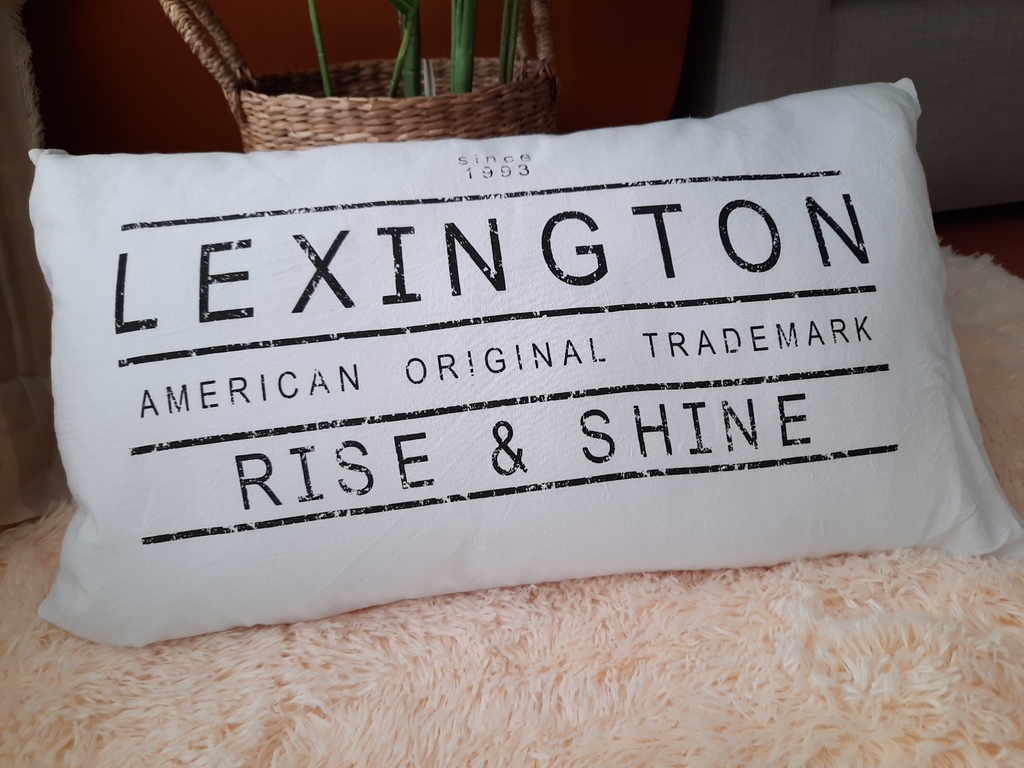 since
1993
LEXINGTON
AMERICAN ORIGINAL TRADEMARK
RISE & SHINE